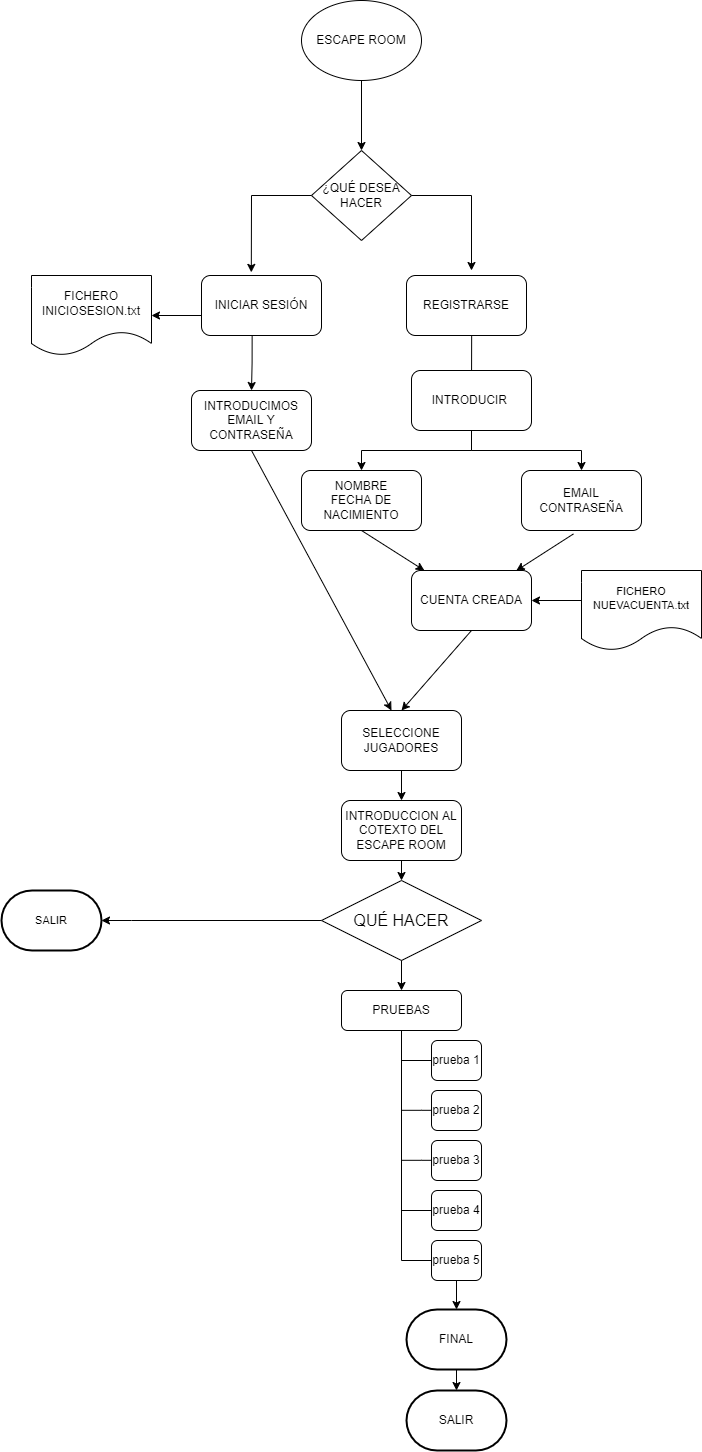 ESCAPE ROOM
¿QUÉ DESEA
HACER
FICHERO
INICIOSESION.txt
INICIAR SESIÓN
REGISTRARSE
INTRODUCIMOS
EMAIL Y
CONTRASEÑA
INTRODUCIR
NOMBRE
FECHA DE
NACIMIENTO
EMAIL
CONTRASEÑA
CUENTA CREADA
FICHERO
NUEVACUENTA.txt
SELECCIONE
JUGADORES
INTRODUCCION AL
COTEXTO DEL
ESCAPE ROOM
SALIR
QUÉ HACER
PRUEBAS
prueba 1
prueba 2
prueba 3
prueba 4
prueba 5
FINAL
SALIR